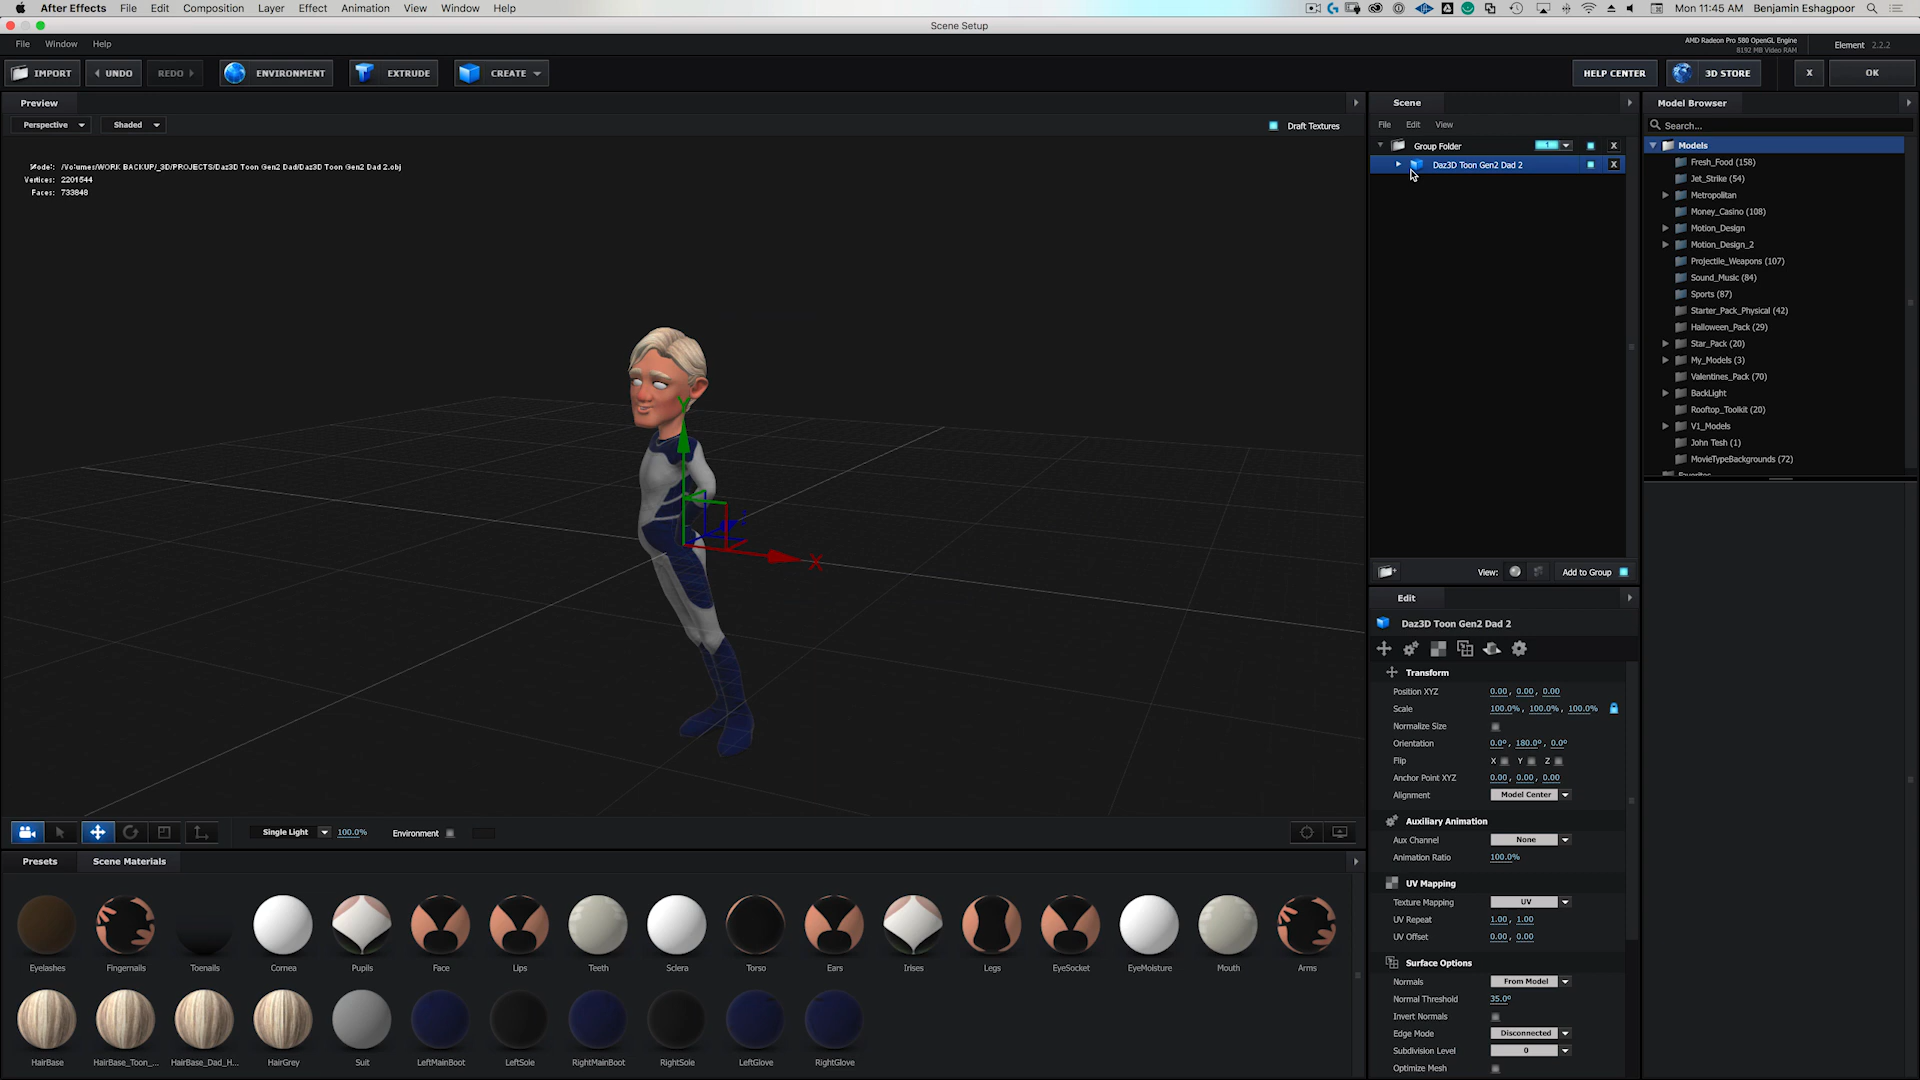 After Effects File Edit Composition Layer Effect Animation View Window Help Mon 11:45 AM Benjamin Eshagpoor
Scene Setup
File Window Help
AMD Radeon Pro 580 OpenGL Engine
8192 MB Video RAM
Element 2.2.2
IMPORT UNDO REDO ENVIRONMENT EXTRUDE CREATE HELP CENTER 3D STORE X OK
Preview
Perspective Shaded Draft Textures
Model: /Volumes/WORK BACKUP/_3D/PROJECTS/Daz3D Toon Gen2 Dad/Daz3D Toon Gen2 Dad 2.obj
Vertices: 2201544
Faces: 733848
Y
X
Single Light 100.0% Environment
Scene
File Edit View
Group Folder 1 X
Daz3D Toon Gen2 Dad 2 X
View: Add to Group
Model Browser
Search...
Models
Fresh_Food (158)
Jet_Strike (54)
Metropolitan
Money_Casino (108)
Motion_Design
Motion_Design_2
Projectile_Weapons (107)
Sound_Music (84)
Sports (87)
Starter_Pack_Physical (42)
Halloween_Pack (29)
Star_Pack (20)
My_Models (3)
Valentines_Pack (70)
BackLight
Rooftop_Toolkit (20)
V1_Models
John Tesh (1)
MovieTypeBackgrounds (72)
Favorites
Edit
Daz3D Toon Gen2 Dad 2
Transform
Position XYZ 0.00, 0.00, 0.00
Scale 100.0%, 100.0%, 100.0%
Normalize Size
Orientation 0.0º, 180.0º, 0.0º
Flip X Y Z
Anchor Point XYZ 0.00, 0.00, 0.00
Alignment Model Center
Auxiliary Animation
Aux Channel None
Animation Ratio 100.0%
UV Mapping
Texture Mapping UV
UV Repeat 1.00, 1.00
UV Offset 0.00, 0.00
Surface Options
Normals From Model
Normal Threshold 35.0º
Invert Normals
Edge Mode Disconnected
Subdivision Level 0
Optimize Mesh
Presets Scene Materials
Eyelashes Fingernails Toenails Cornea Pupils Face Lips Teeth Sclera Torso Ears Irises Legs EyeSocket EyeMoisture Mouth Arms
HairBase HairBase_Toon_... HairBase_Dad_H... HairGrey Suit LeftMainBoot LeftSole RightMainBoot RightSole LeftGlove RightGlove